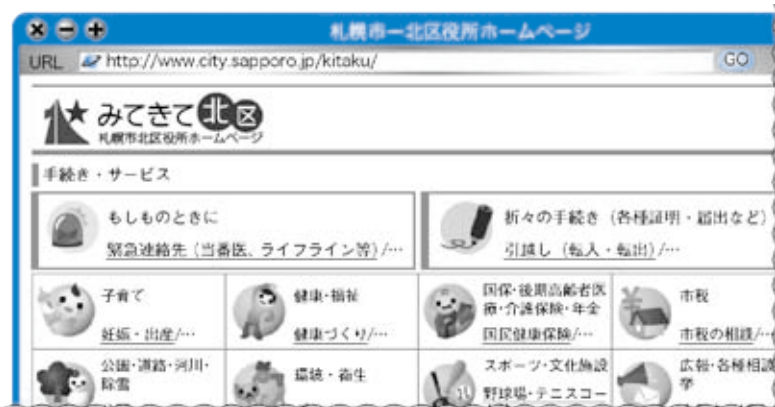 札幌市ー北区役所ホームページ
URL http://www.city.sapporo.jp/kitaku/ GO
みてきて北区
札幌市北区役所ホームページ
手続き・サービス
もしものときに
緊急連絡先(当番医、ライフライン等)/…
折々の手続き(各種証明・届出など)
引越し(転入・転出)/…
子育て
妊娠・出産/…
健康・福祉
健康づくり/…
国保・後期高齢者医
療・介護保険・年金
国民健康保険/…
市税
市税の相談/…
公園・道路・河川・
除雪
環境・衛生
スポーツ・文化施設
野球場・テニスコー
広報・各種相談
挙